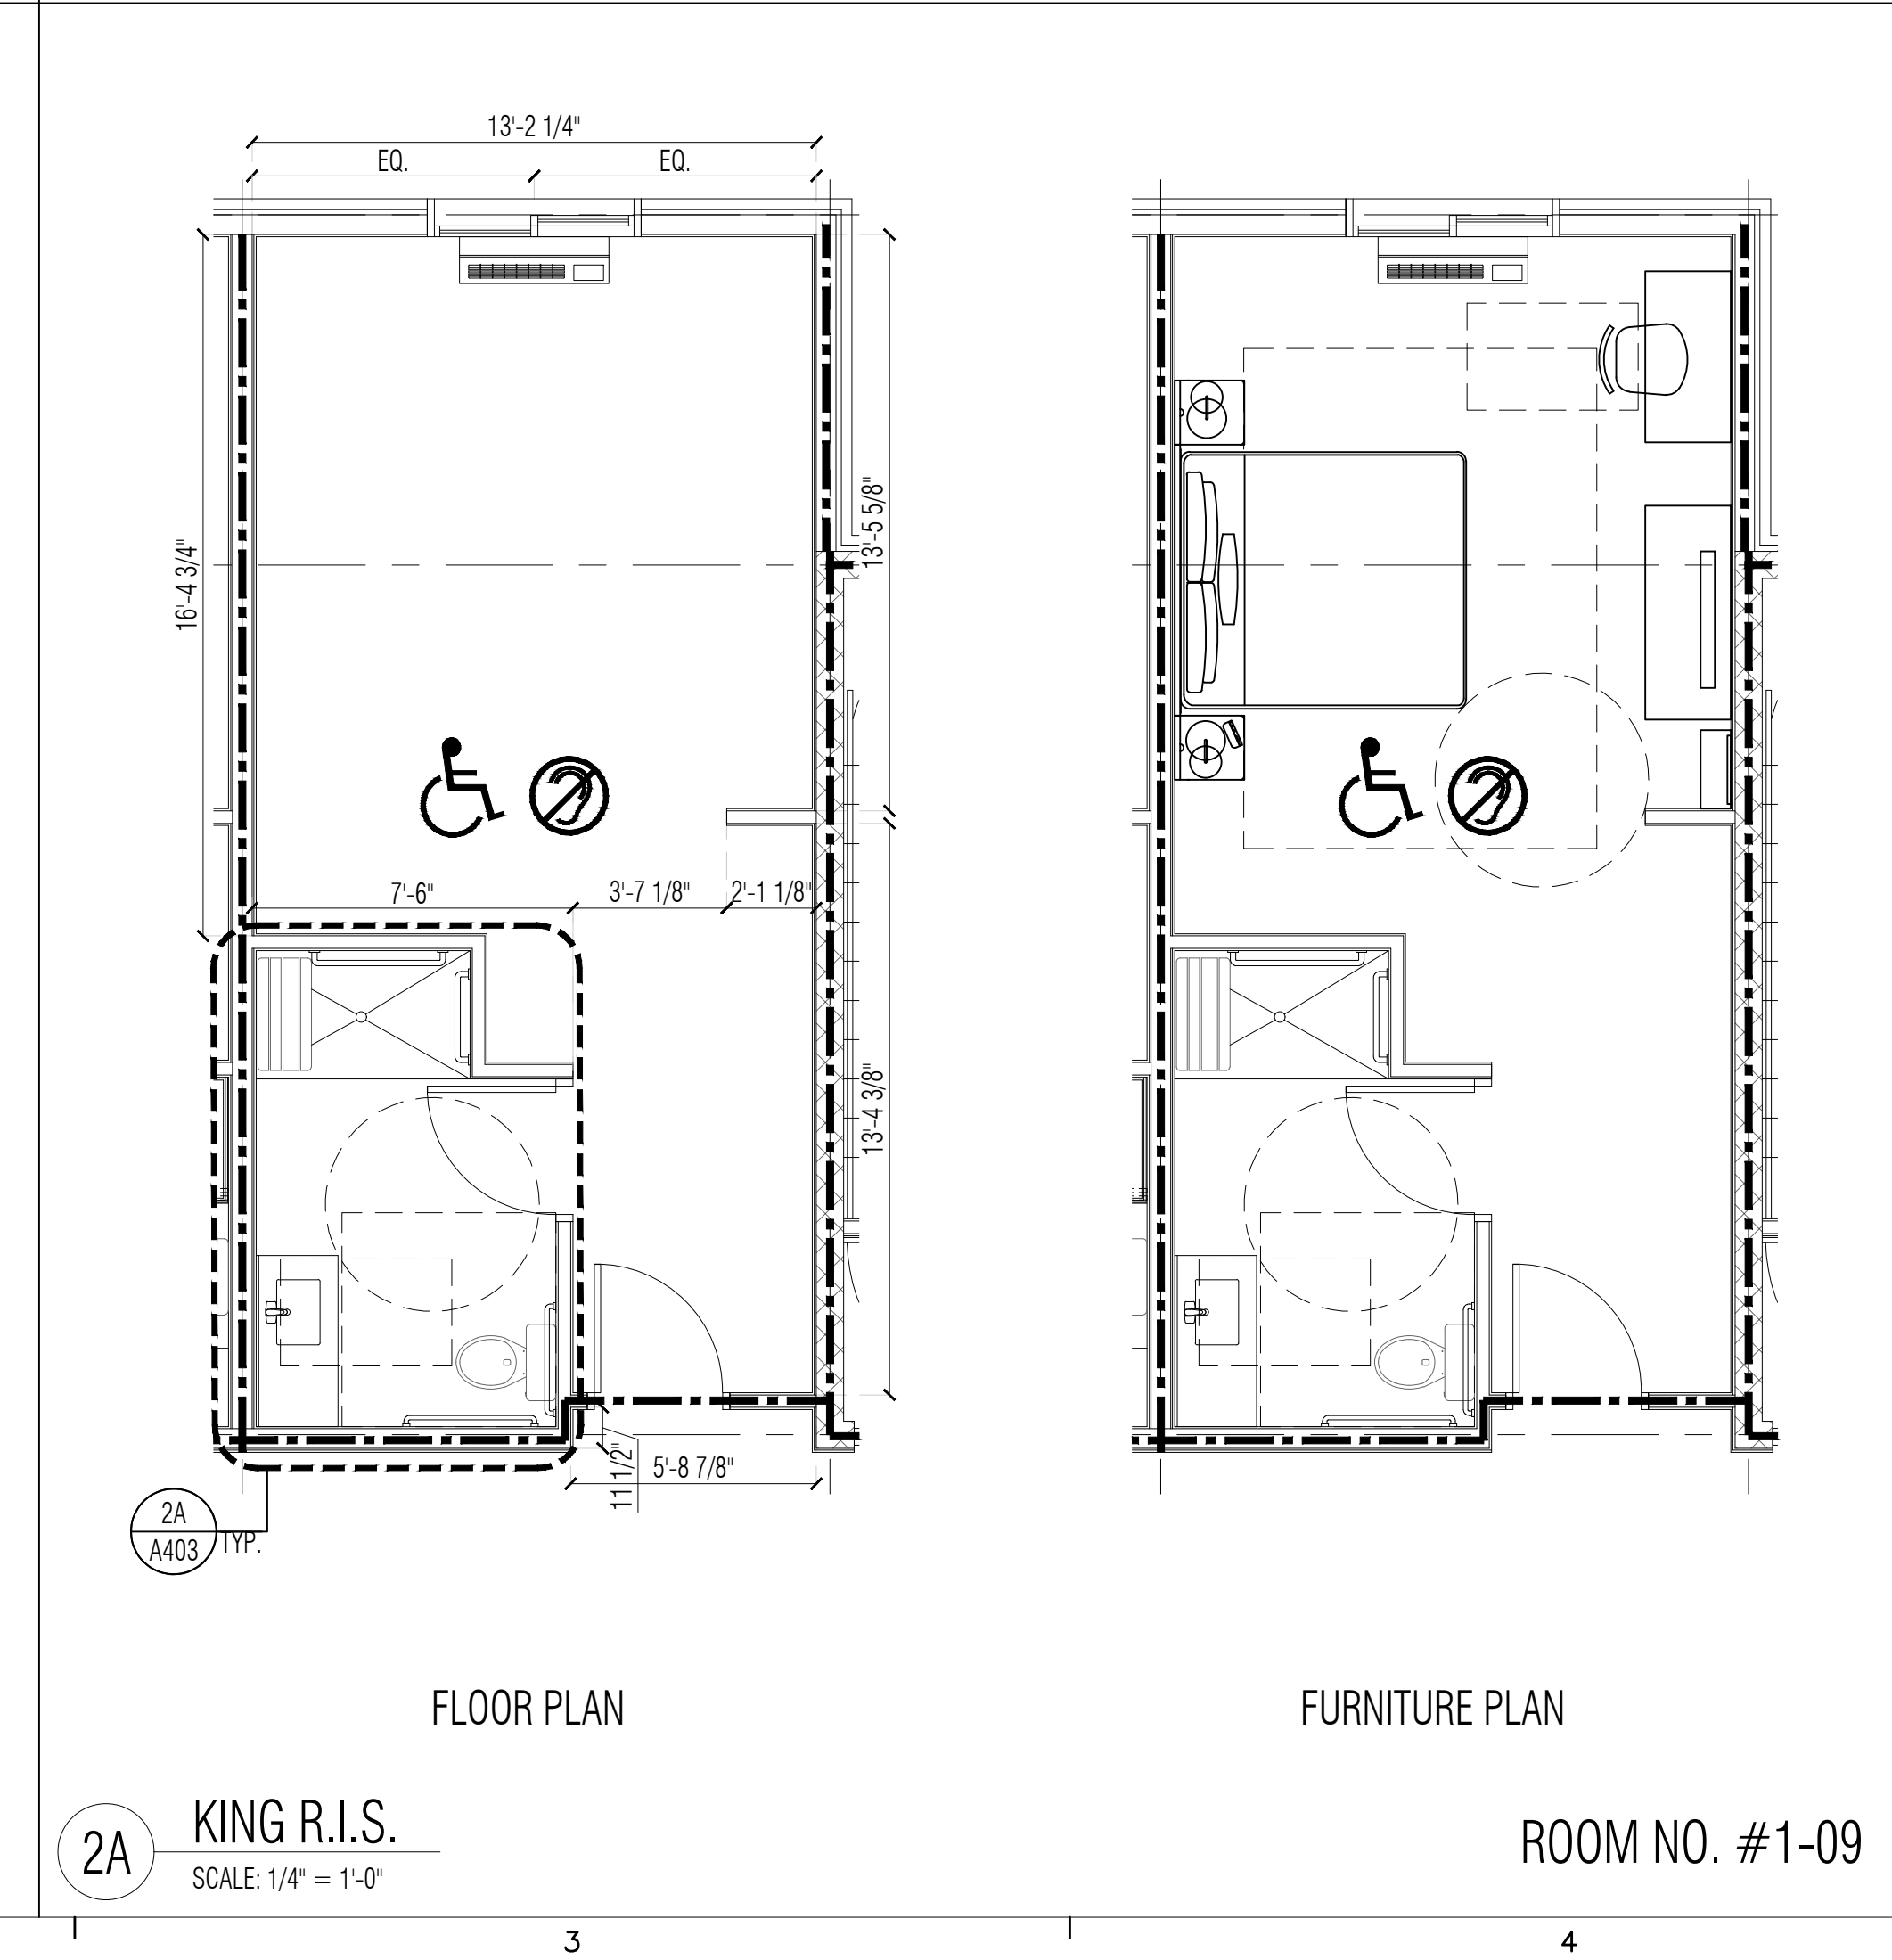 13'-2 1/4"
EQ.
EQ.
16'-4 3/4"
13'-5 5/8"
7'-6"
3'-7 1/8"
2'-1 1/8"
13'-4 3/8"
11 1/2"
5'-8 7/8"
2A
A403
TYP.
FLOOR PLAN
FURNITURE PLAN
2A
KING R.I.S.
SCALE: 1/4" = 1'-0"
ROOM NO. #1-09
3
4